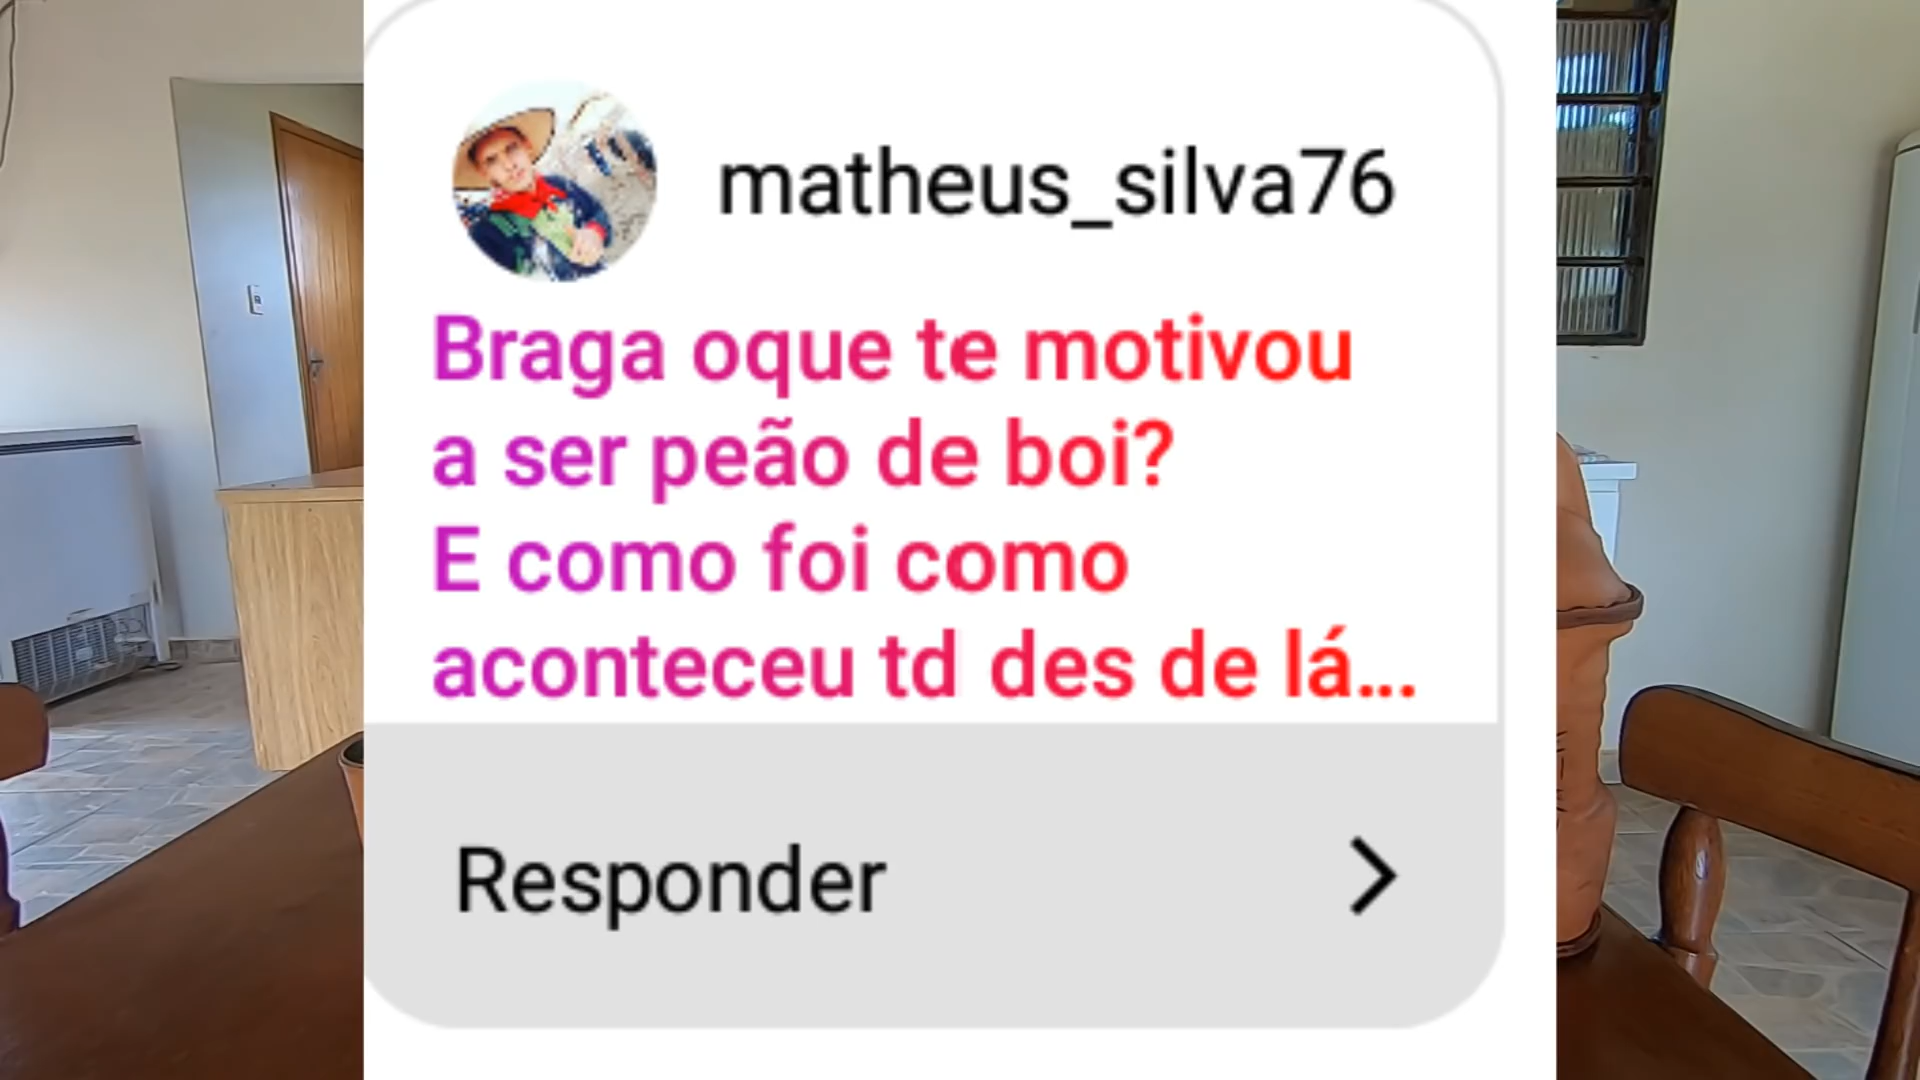 matheus_silva76
Braga oque te motivou
a ser peão de boi?
E como foi como
aconteceu td des de lá...
Responder